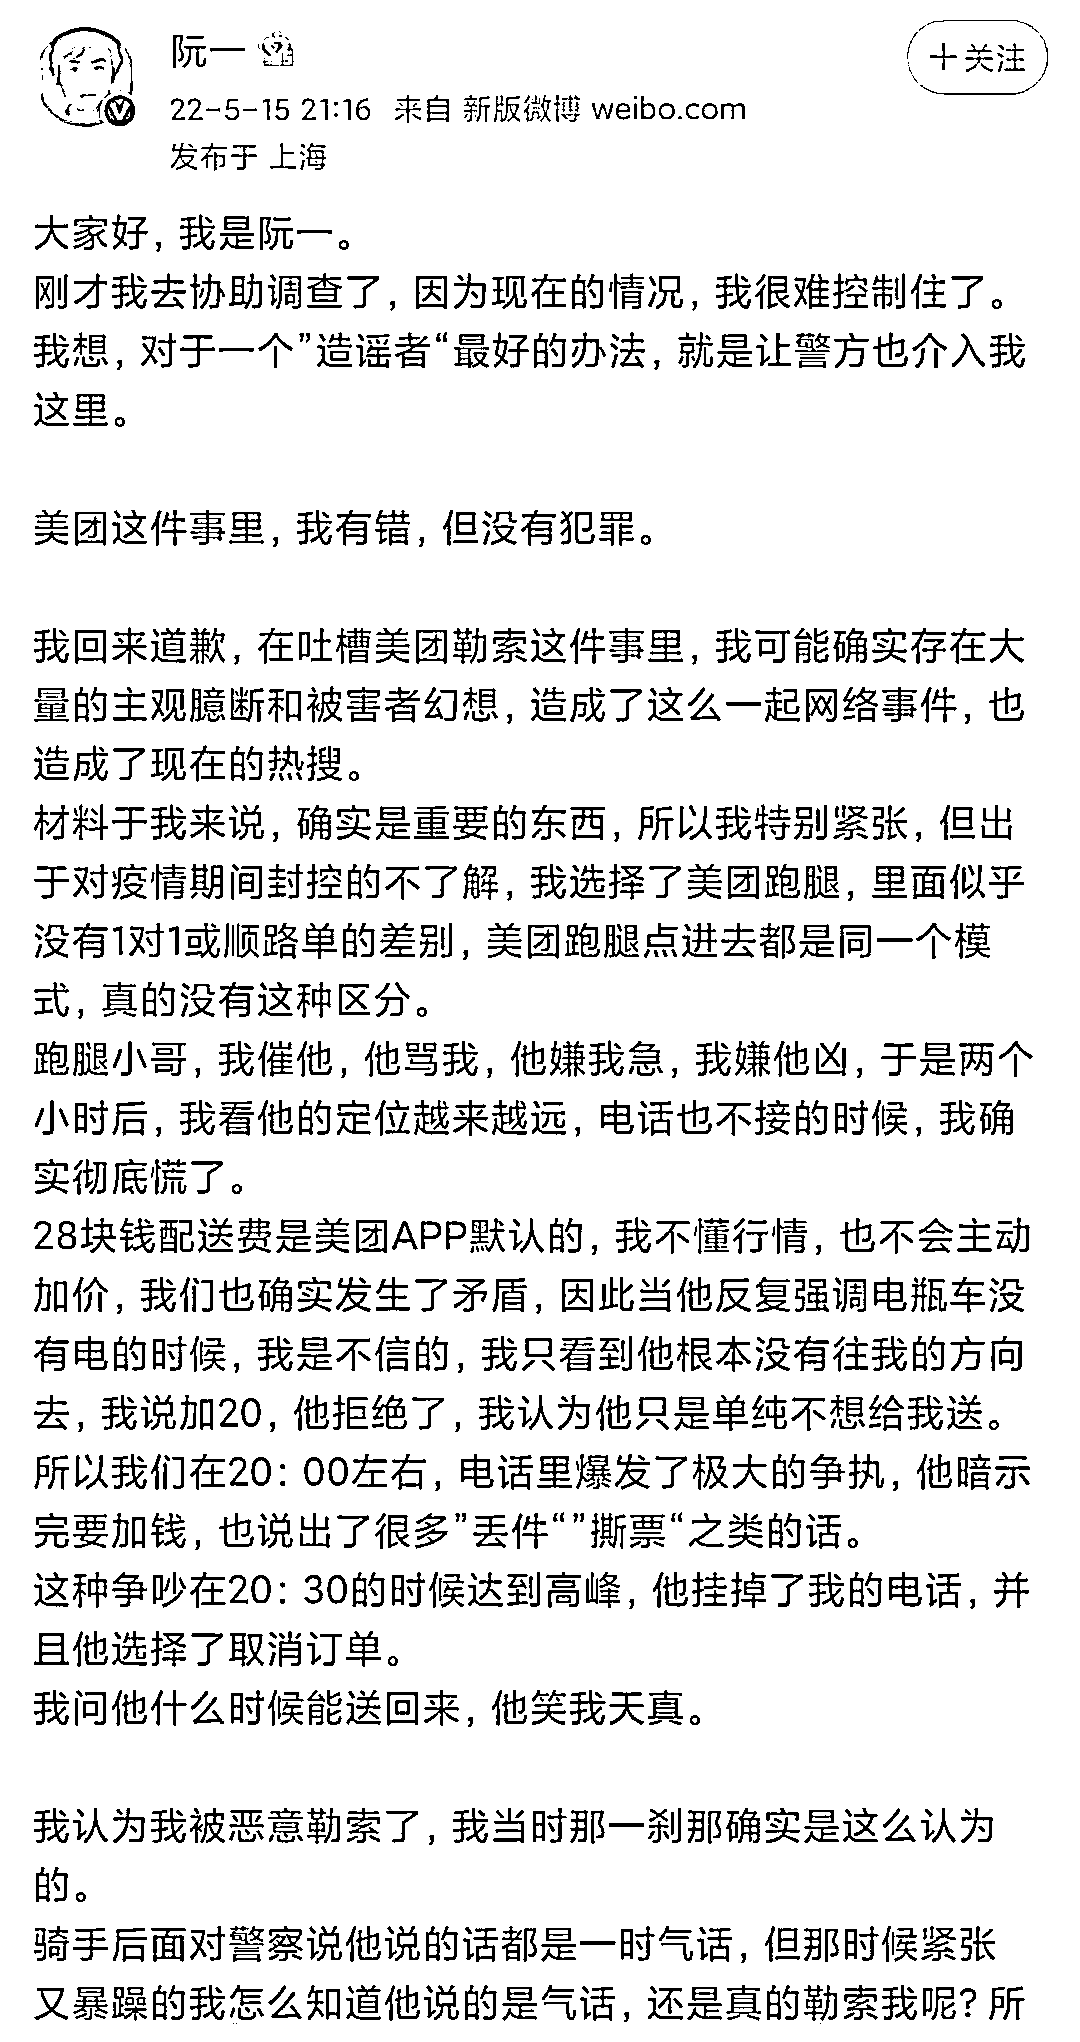 阮一
十关注
22-5-15 21:16 来自 新版微博 weibo.com
发布于 上海
大家好，我是阮一。
刚才我去协助调查了，因为现在的情况，我很难控制住了。
我想，对于一个”造谣者“最好的办法，就是让警方也介入我
这里。
美团这件事里，我有错，但没有犯罪。
我回来道歉，在吐槽美团勒索这件事里，我可能确实存在大
量的主观臆断和被害者幻想，造成了这么一起网络事件，也
造成了现在的热搜。
材料于我来说，确实是重要的东西，所以我特别紧张，但出
于对疫情期间封控的不了解，我选择了美团跑腿，里面似乎
没有1对1或顺路单的差别，美团跑腿点进去都是同一个模
式，真的没有这种区分。
跑腿小哥，我催他，他骂我，他嫌我急，我嫌他凶，于是两个
小时后，我看他的定位越来越远，电话也不接的时候，我确
实彻底慌了。
28块钱配送费是美团APP默认的，我不懂行情，也不会主动
加价，我们也确实发生了矛盾，因此当他反复强调电瓶车没
有电的时候，我是不信的，我只看到他根本没有往我的方向
去，我说加20，他拒绝了，我认为他只是单纯不想给我送。
所以我们在20：00左右，电话里爆发了极大的争执，他暗示
完要加钱，也说出了很多”丢件“”撕票“之类的话。
这种争吵在20：30的时候达到高峰，他挂掉了我的电话，并
且他选择了取消订单。
我问他什么时候能送回来，他笑我天真。
我认为我被恶意勒索了，我当时那一刹那确实是这么认为
的。
骑手后面对警察说他说的话都是一时气话，但那时候紧张
又暴躁的我怎么知道他说的是气话，还是真的勒索我呢？所